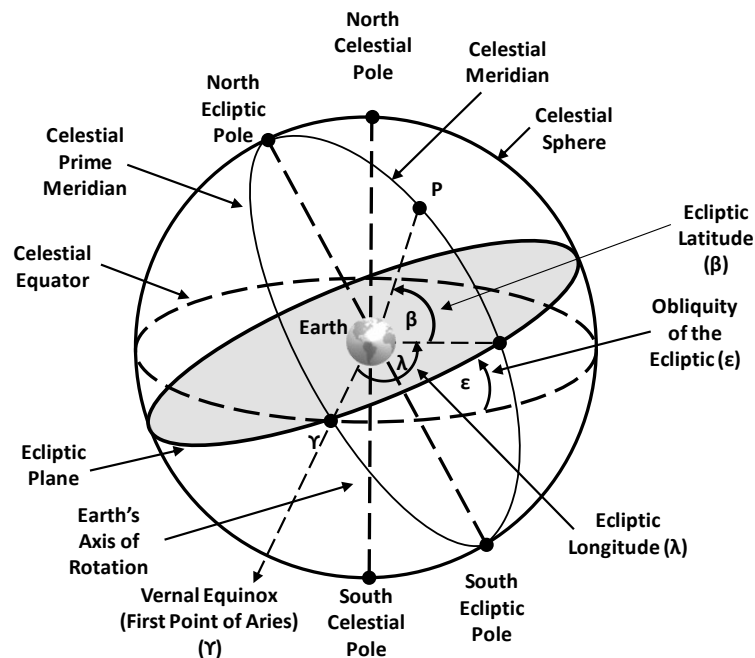 North
Celestial
Pole
Celestial
Meridian
North
Ecliptic
Pole
Celestial
Sphere
Celestial
Prime
Meridian
P
Ecliptic
Latitude
(β)
Celestial
Equator
Earth
β
Obliquity
of the
Ecliptic (ε)
λ
ε
ϒ
Ecliptic
Plane
Earth's
Axis of
Rotation
Ecliptic
Longitude (λ)
Vernal Equinox
(First Point of Aries)
(ϒ)
South
Celestial
Pole
South
Ecliptic
Pole